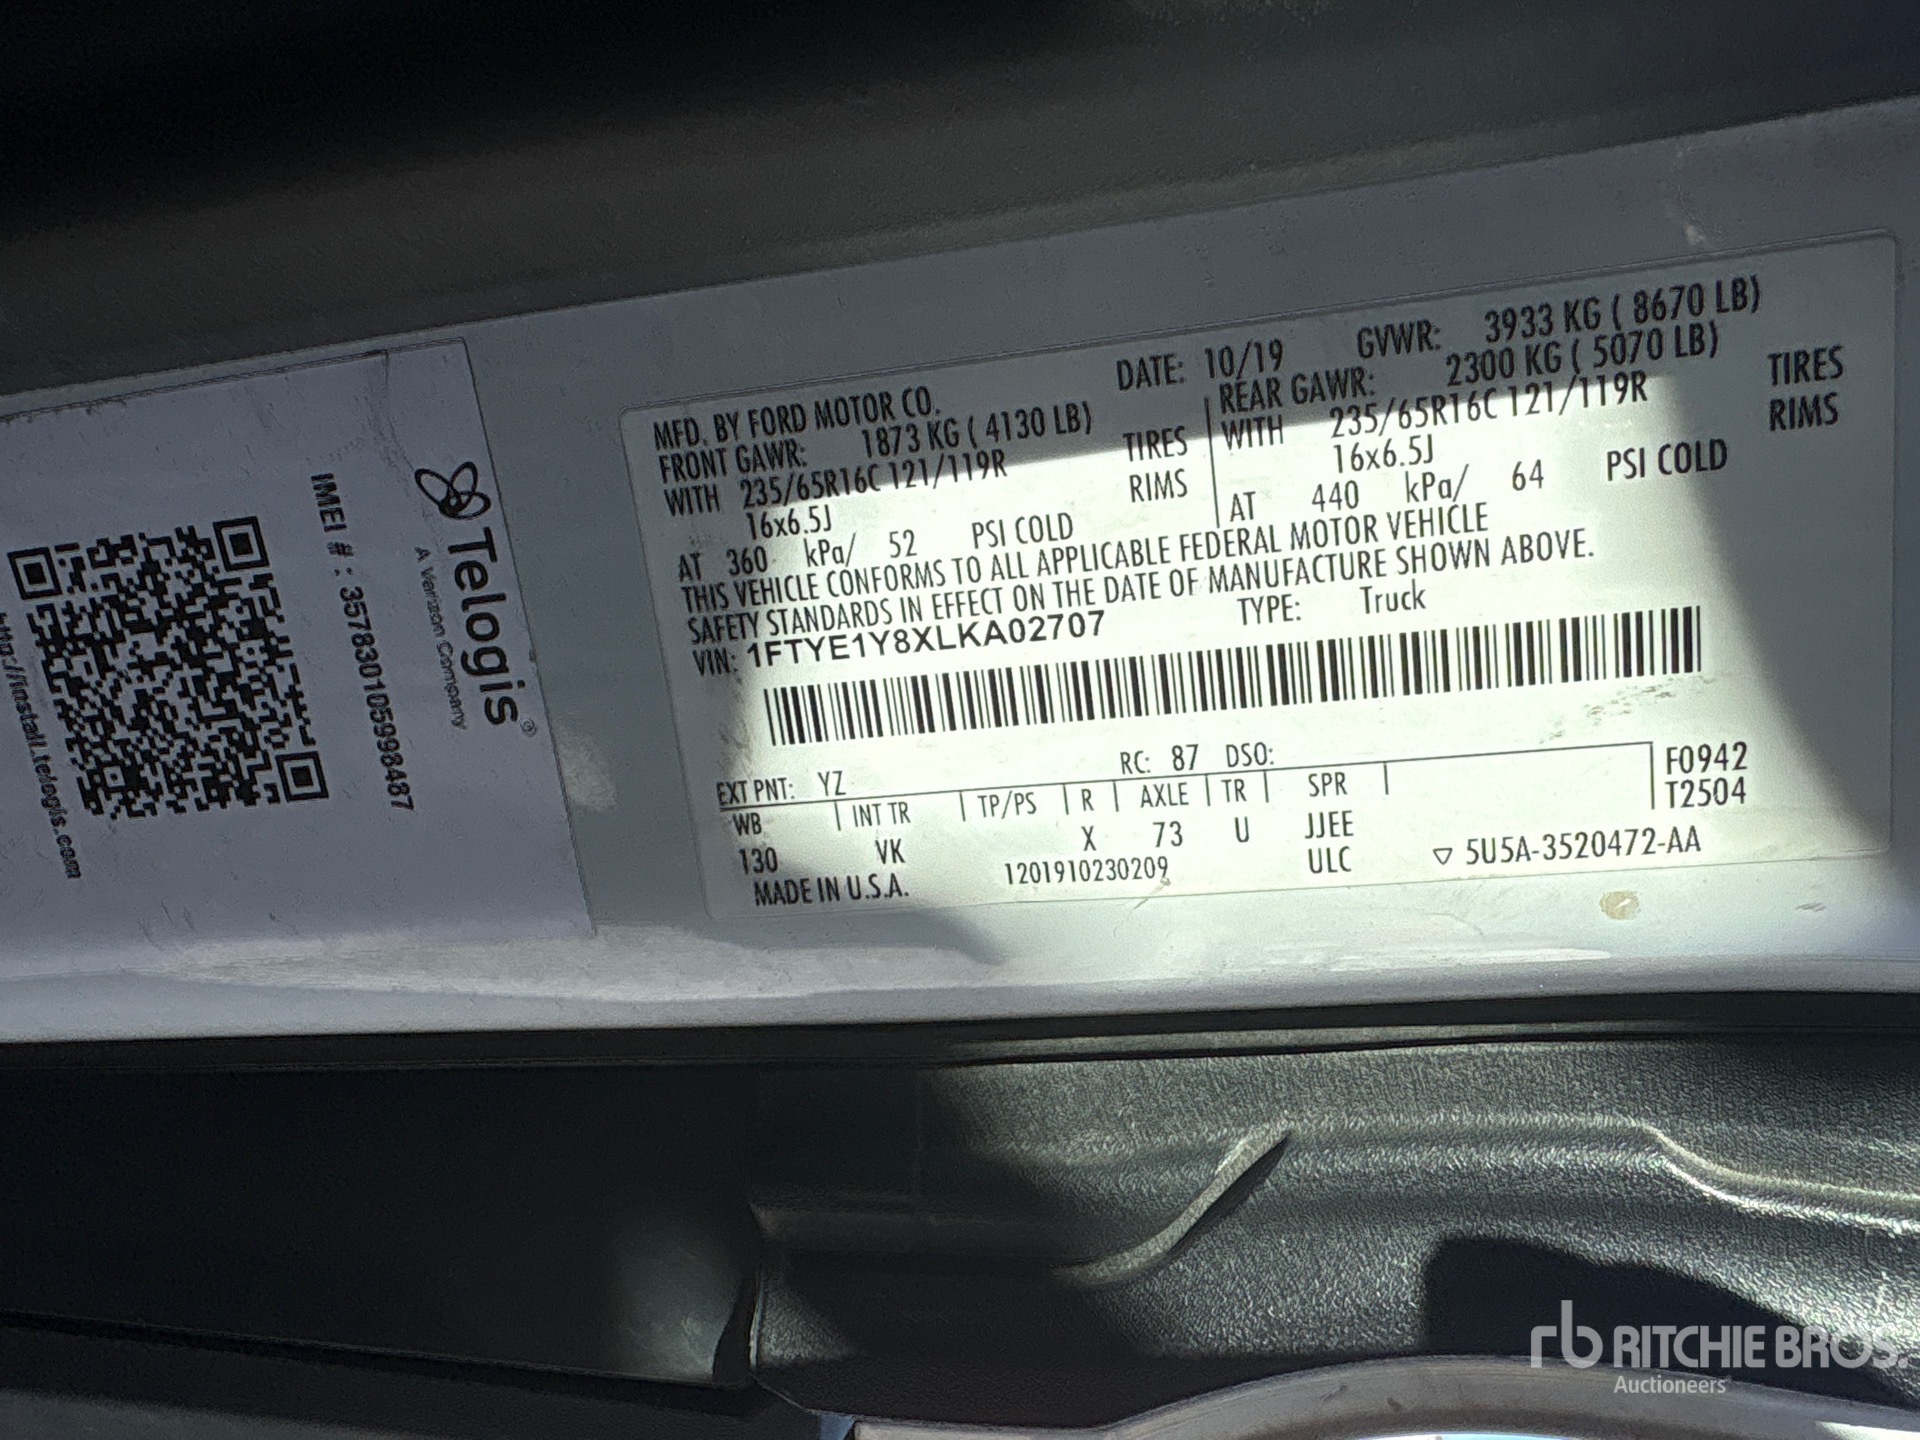 MFD. BY FORD MOTOR CO.
DATE: 10/19
GVWR: 3933 KG ( 8670 LB)
FRONT GAWR: 1873 KG ( 4130 LB)
REAR GAWR: 2300 KG ( 5070 LB)
WITH 235/65R16C 121/119R TIRES
WITH 235/65R16C 121/119R TIRES
16x6.5J RIMS
16x6.5J RIMS
AT 360 kPa/ 52 PSI COLD
AT 440 kPa/ 64 PSI COLD
THIS VEHICLE CONFORMS TO ALL APPLICABLE FEDERAL MOTOR VEHICLE
SAFETY STANDARDS IN EFFECT ON THE DATE OF MANUFACTURE SHOWN ABOVE.
VIN: 1FTYE1Y8XLKA02707
TYPE: Truck
EXT PNT: YZ RC: 87 DSO:
WB INT TR TP/PS R AXLE TR SPR F0942
T2504
130 VK X 73 U JJEE
ULC
MADE IN U.S.A. 1201910230209 ▽ 5U5A-3520472-AA
Telogis®
A Verizon Company
IMEI # : 357830105998487
http://install.telogis.com
rb RITCHIE BROS.
Auctioneers